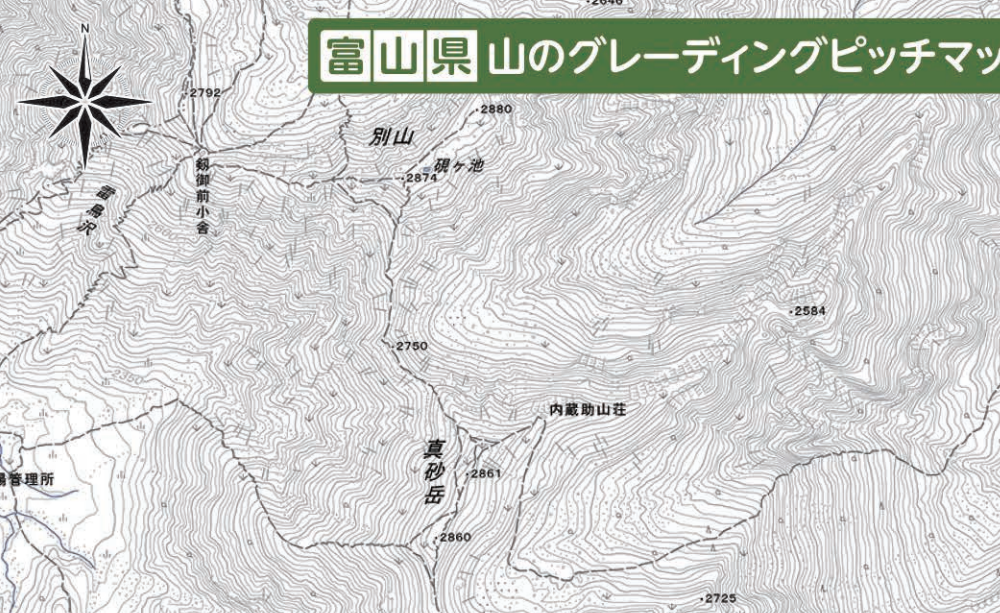 ・2646
N
富山県 山のグレーディングピッチマッ
・2792
・2880
別山
硯ヶ池
・2874
剱御前小舎
雷鳥沢
・2584
・2750
内蔵助山荘
真砂岳
・2861
管理所
・2860
・2725